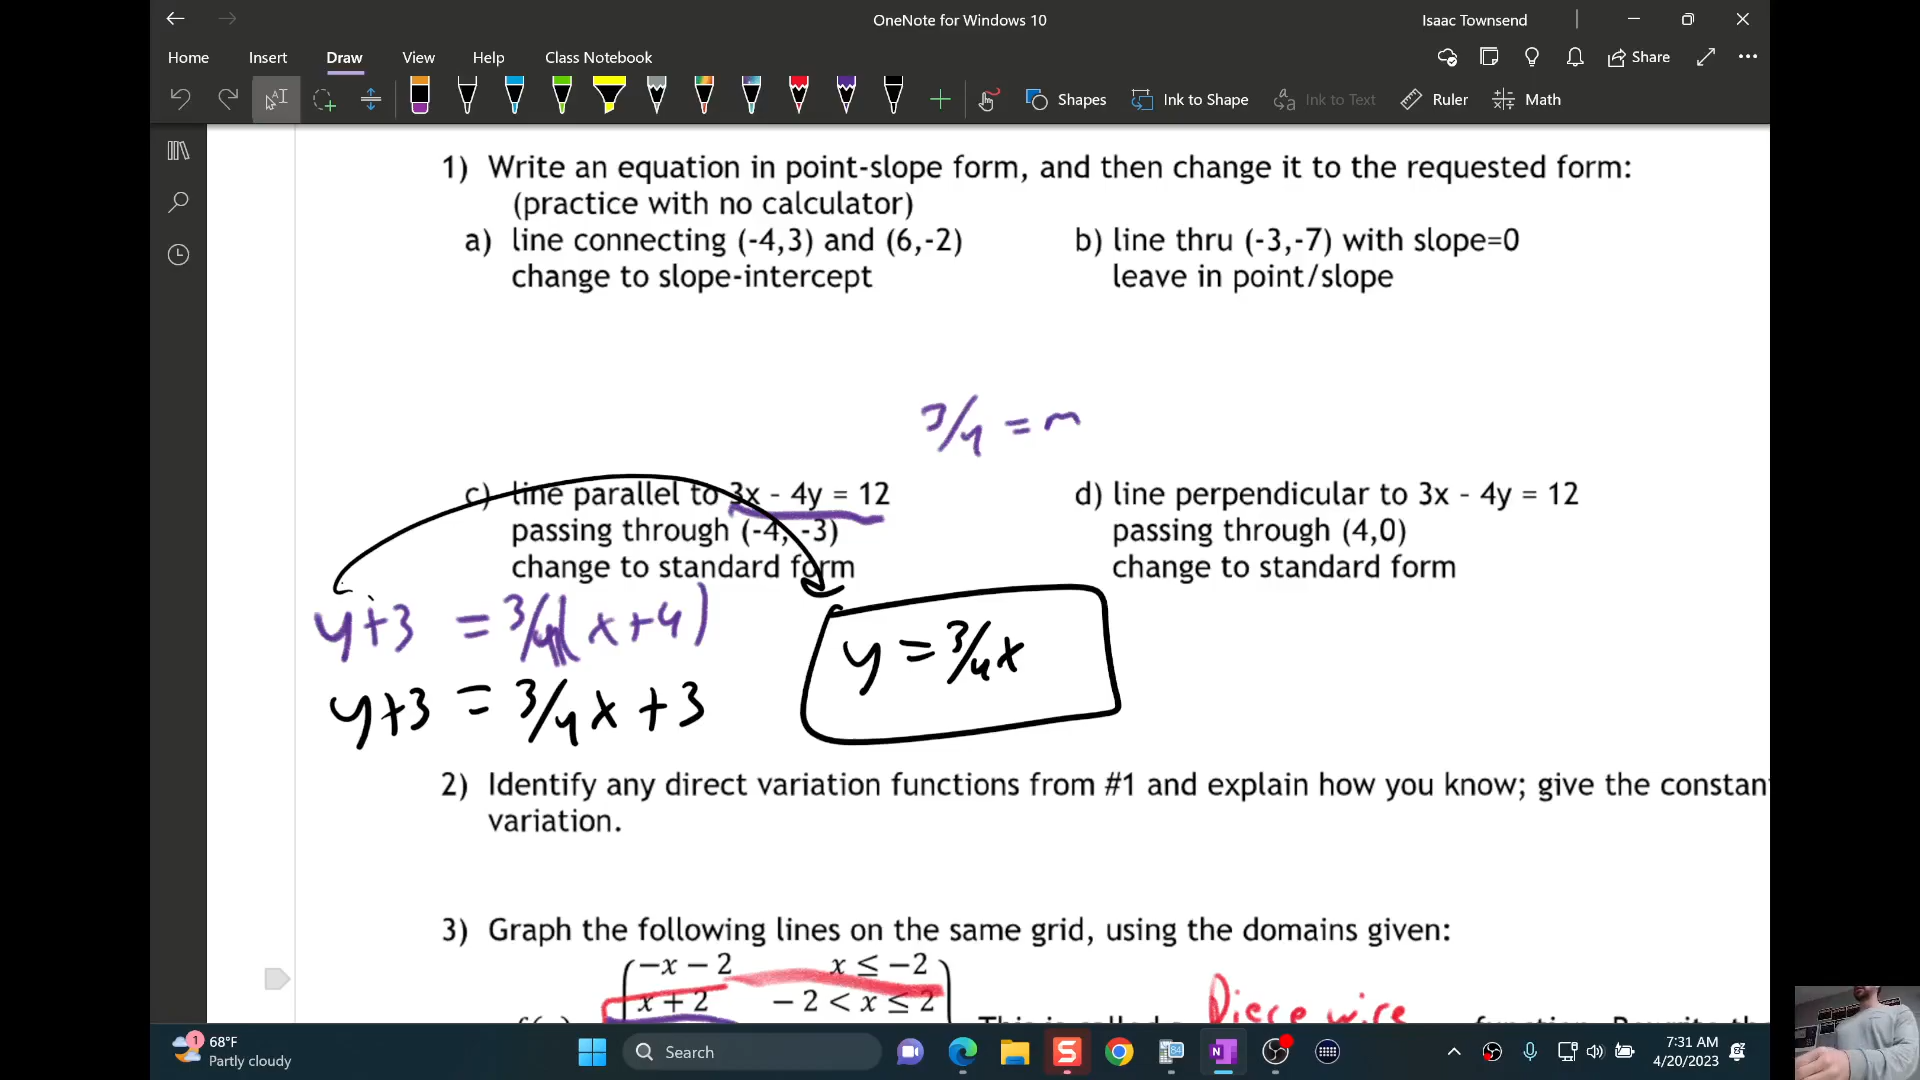 OneNote for Windows 10
Isaac Townsend
Home Insert Draw View Help Class Notebook
Share
Shapes Ink to Shape Ink to Text Ruler Math
1) Write an equation in point-slope form, and then change it to the requested form:
(practice with no calculator)
a) line connecting (-4,3) and (6,-2)
change to slope-intercept
b) line thru (-3,-7) with slope=0
leave in point/slope
3/4 = m
c) line parallel to 3x - 4y = 12
passing through (-4, -3)
change to standard form
d) line perpendicular to 3x - 4y = 12
passing through (4,0)
change to standard form
y+3 = 3/4(x+4)
y+3 = 3/4x+3
y = 3/4x
2) Identify any direct variation functions from #1 and explain how you know; give the constan
variation.
3) Graph the following lines on the same grid, using the domains given:
−x − 2 x ≤ −2
x + 2 − 2 < x ≤ 2
Piece wise
68°F
Partly cloudy
Search
7:31 AM
4/20/2023